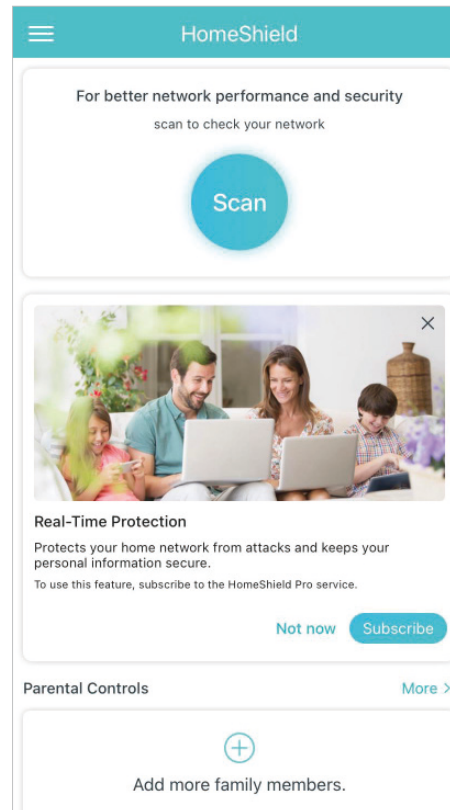 HomeShield
For better network performance and security
scan to check your network
Scan
Real-Time Protection
Protects your home network from attacks and keeps your
personal information secure.
To use this feature, subscribe to the HomeShield Pro service.
Not now Subscribe
Parental Controls More >
Add more family members.